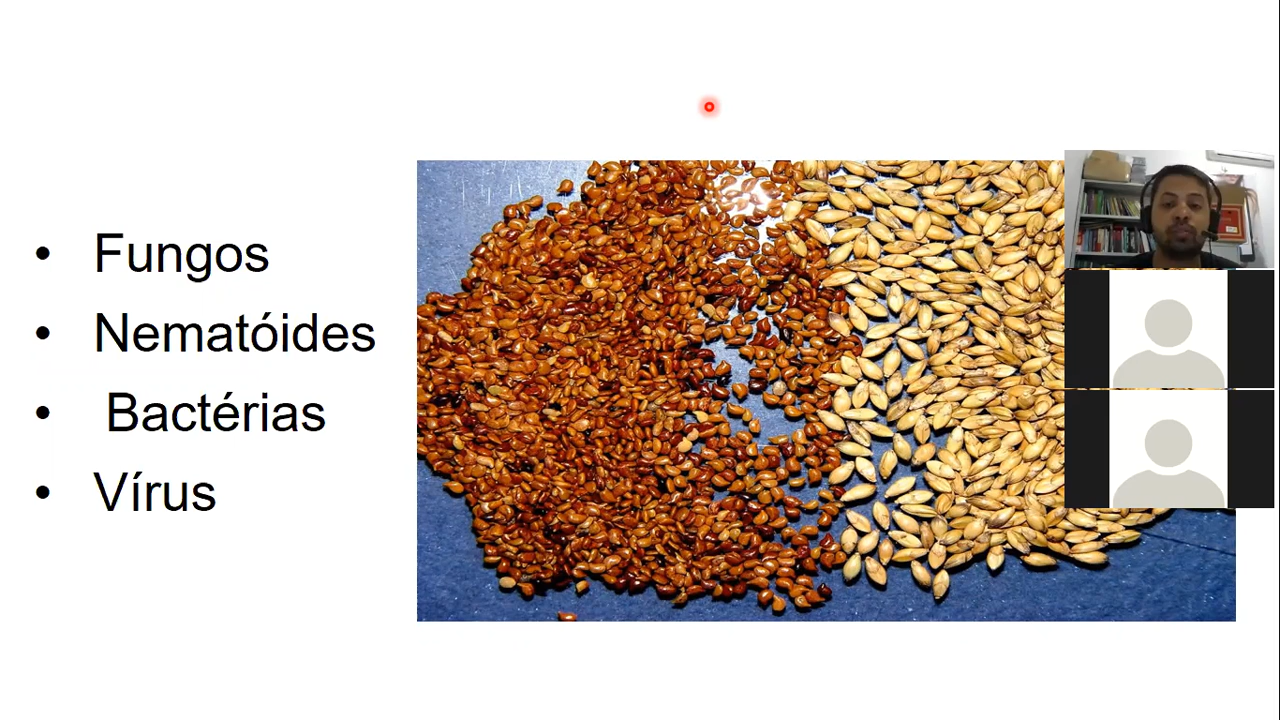 • Fungos
• Nematóides
• Bactérias
• Vírus